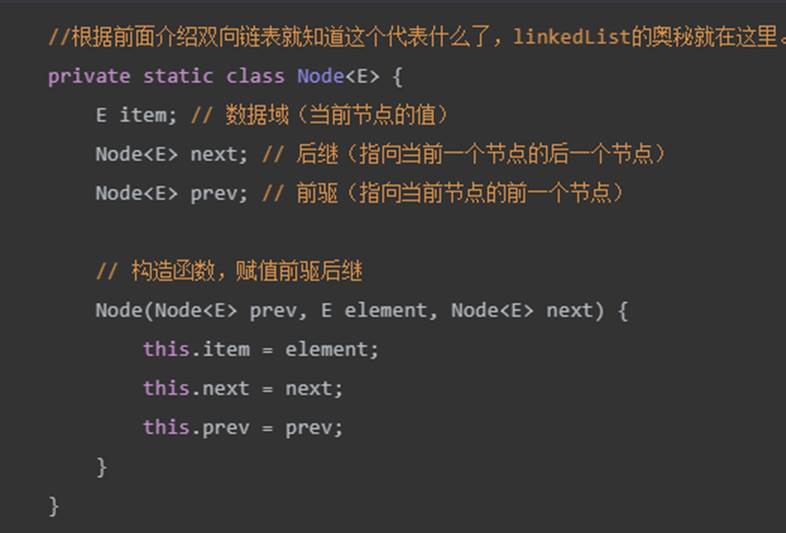 //根据前面介绍双向链表就知道这个代表什么了，linkedList的奥秘就在这里。
private static class Node<E> {
E item; // 数据域（当前节点的值）
Node<E> next; // 后继（指向当前一个节点的后一个节点）
Node<E> prev; // 前驱（指向当前节点的前一个节点）
// 构造函数，赋值前驱后继
Node(Node<E> prev, E element, Node<E> next) {
this.item = element;
this.next = next;
this.prev = prev;
}
}